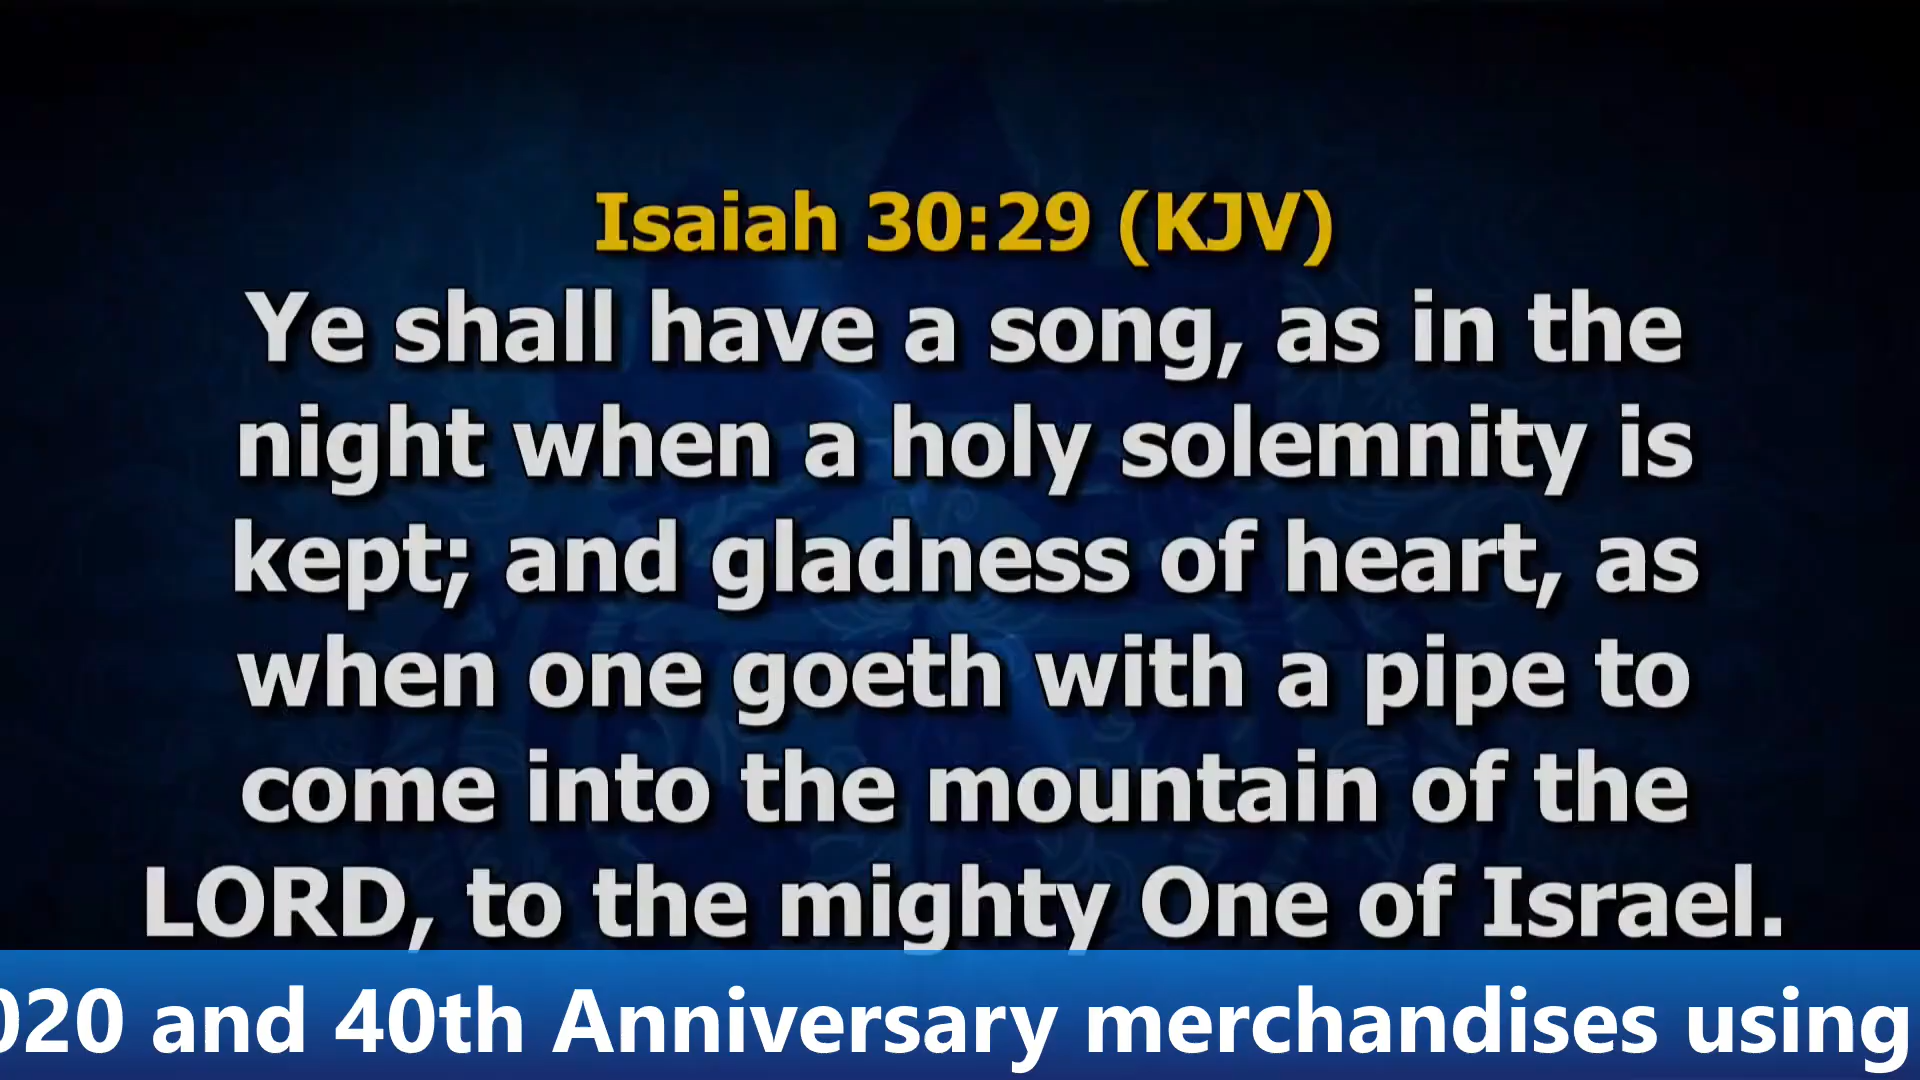 Isaiah 30:29 (KJV)
Ye shall have a song, as in the
night when a holy solemnity is
kept; and gladness of heart, as
when one goeth with a pipe to
come into the mountain of the
LORD, to the mighty One of Israel.
020 and 40th Anniversary merchandises using